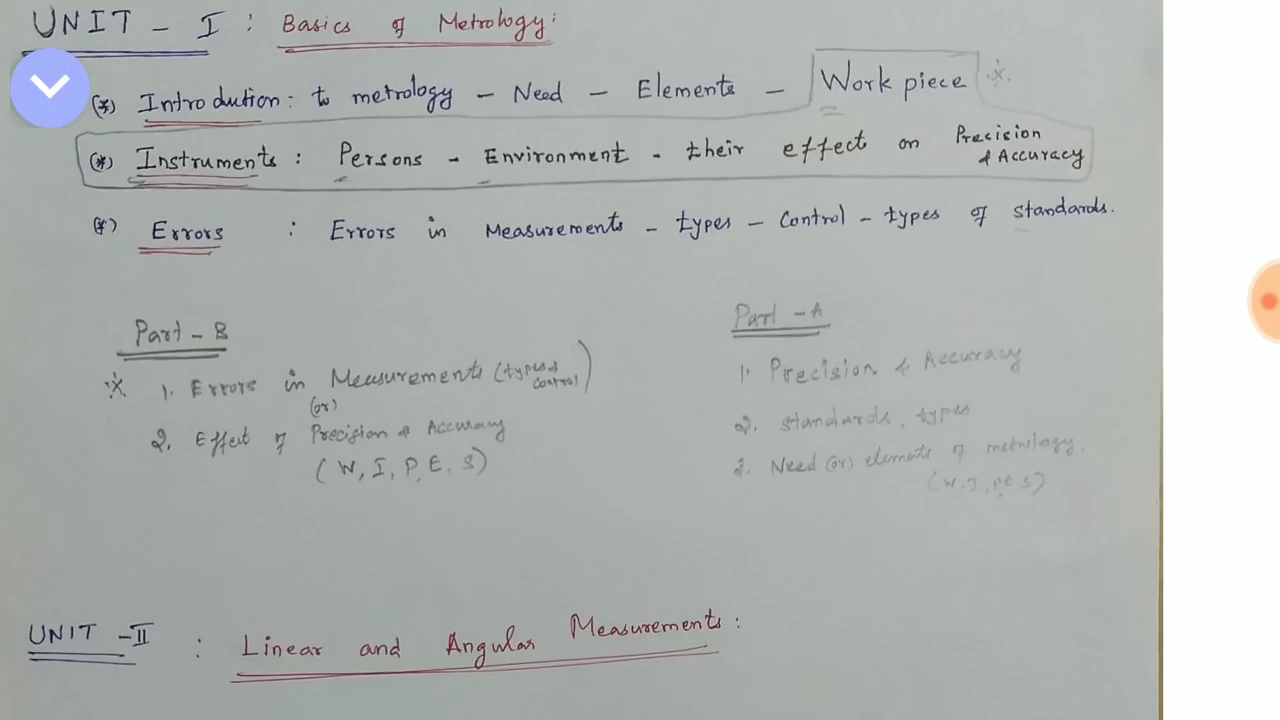 UNIT - I : Basics of Metrology:
(*) Introdution: to metrology - Need - Elements - Work piece
(*) Instruments: Persons - Environment - their effect on Precision & Accuracy
(*) Errors : Errors in Measurements - types - Control - types of standards.
Part - B
1. Errors in Measurements (types & control)
(or)
2. Effect of Precision & Accuracy
(W, I, P, E, S)
Part - A
1. Precision & Accuracy
2. standards, types
3. Need (or) elements of metrology.
(W, I, P, E, S)
UNIT - II : Linear and Angular Measurements: